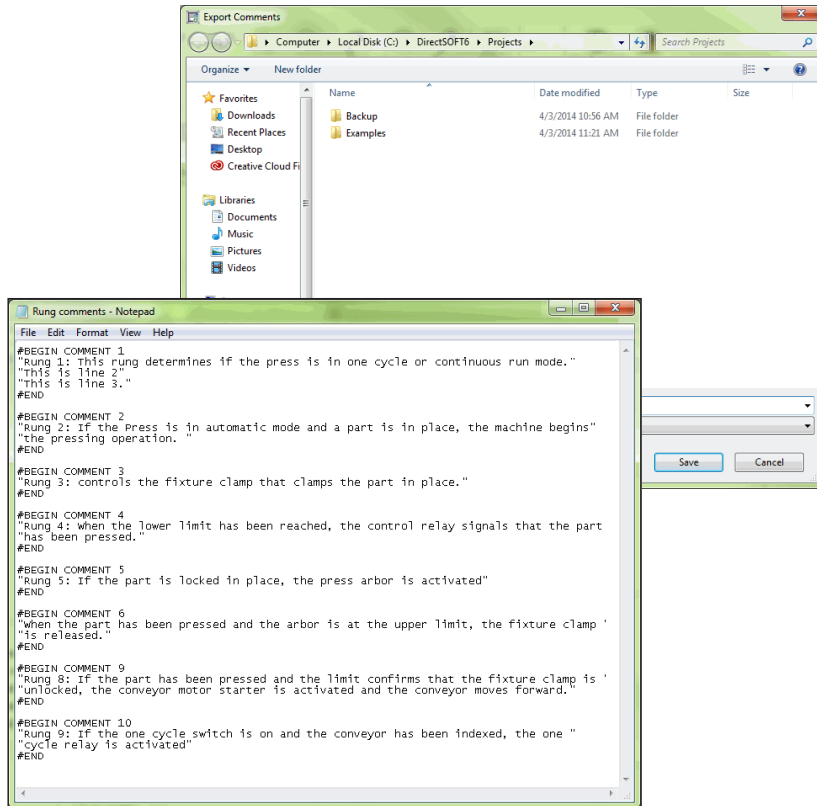 Export Comments
Computer Local Disk (C:) DirectSOFT6 Projects Search Projects
Organize New folder
Favorites
Downloads
Recent Places
Desktop
Creative Cloud Fi
Libraries
Documents
Music
Pictures
Videos
Name Date modified Type Size
Backup 4/3/2014 10:56 AM File folder
Examples 4/3/2014 11:21 AM File folder
Save Cancel
Rung comments - Notepad
File Edit Format View Help
#BEGIN COMMENT 1
"Rung 1: This rung determines if the press is in one cycle or continuous run mode."
"This is line 2"
"This is line 3."
#END
#BEGIN COMMENT 2
"Rung 2: If the Press is in automatic mode and a part is in place, the machine begins"
"the pressing operation. "
#END
#BEGIN COMMENT 3
"Rung 3: controls the fixture clamp that clamps the part in place."
#END
#BEGIN COMMENT 4
"Rung 4: When the lower limit has been reached, the control relay signals that the part
"has been pressed."
#END
#BEGIN COMMENT 5
"Rung 5: If the part is locked in place, the press arbor is activated"
#END
#BEGIN COMMENT 6
"When the part has been pressed and the arbor is at the upper limit, the fixture clamp '
"is released."
#END
#BEGIN COMMENT 9
"Rung 8: If the part has been pressed and the limit confirms that the fixture clamp is '
"unlocked, the conveyor motor starter is activated and the conveyor moves forward."
#END
#BEGIN COMMENT 10
"Rung 9: If the one cycle switch is on and the conveyor has been indexed, the one "
"cycle relay is activated"
#END